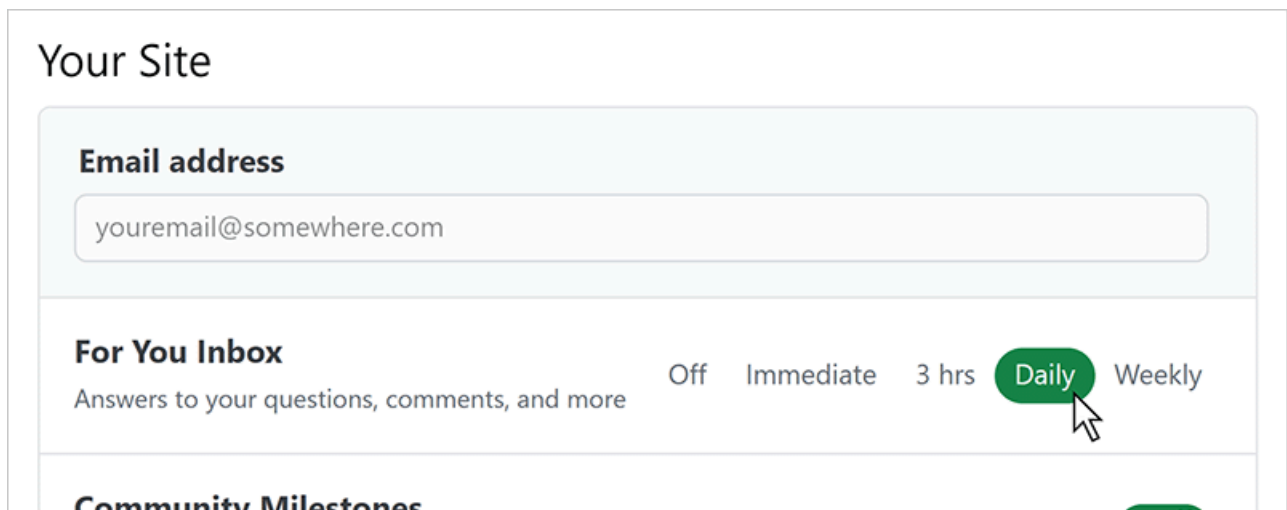 Your Site
Email address
youremail@somewhere.com
For You Inbox
Off Immediate 3 hrs Daily Weekly
Answers to your questions, comments, and more
Community Milestones